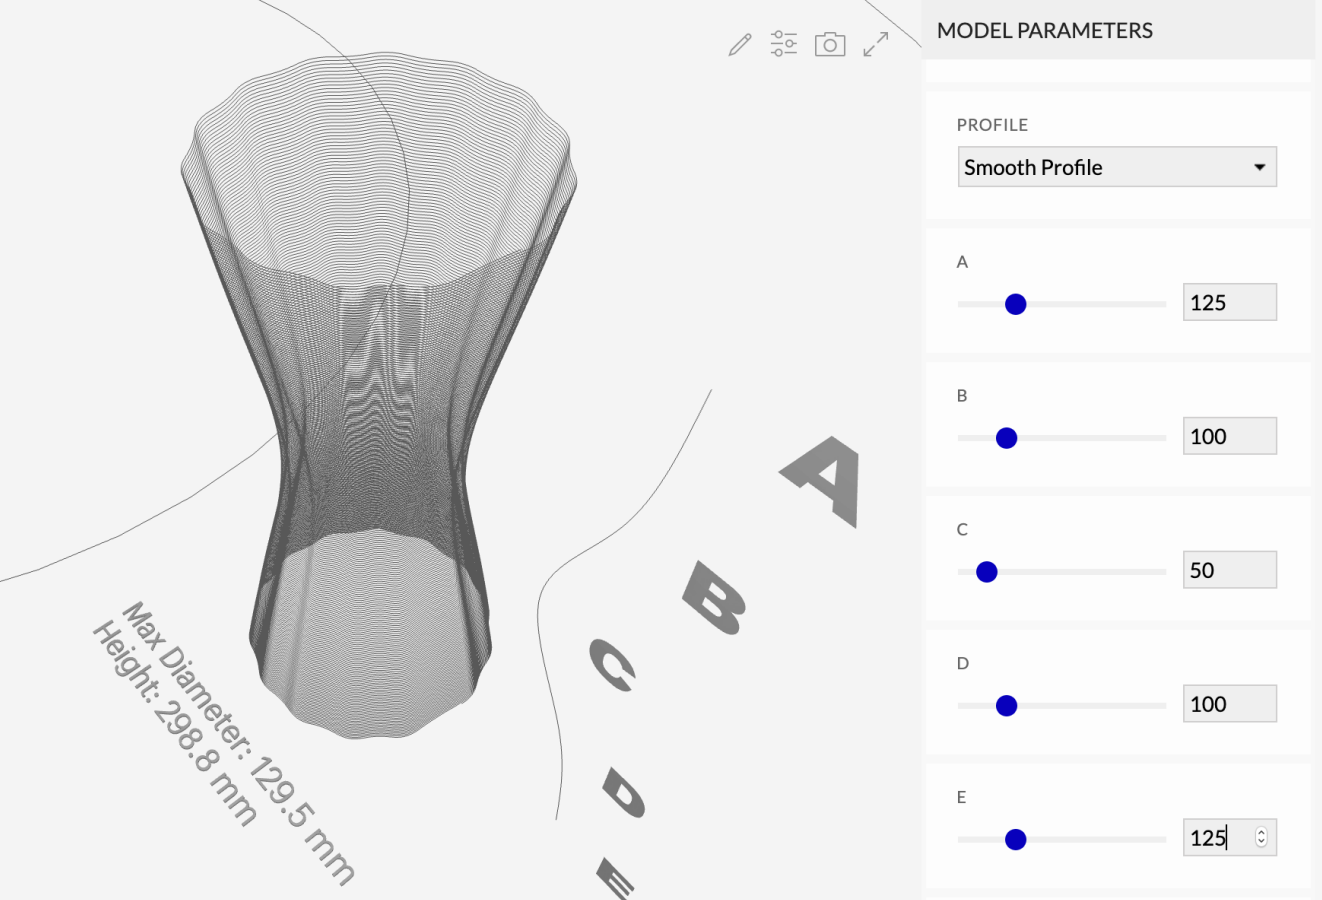 MODEL PARAMETERS
PROFILE
Smooth Profile
A
125
B
100
C
50
D
100
E
125
Max Diameter: 129.5 mm
Height: 298.8 mm
A
B
C
D
E